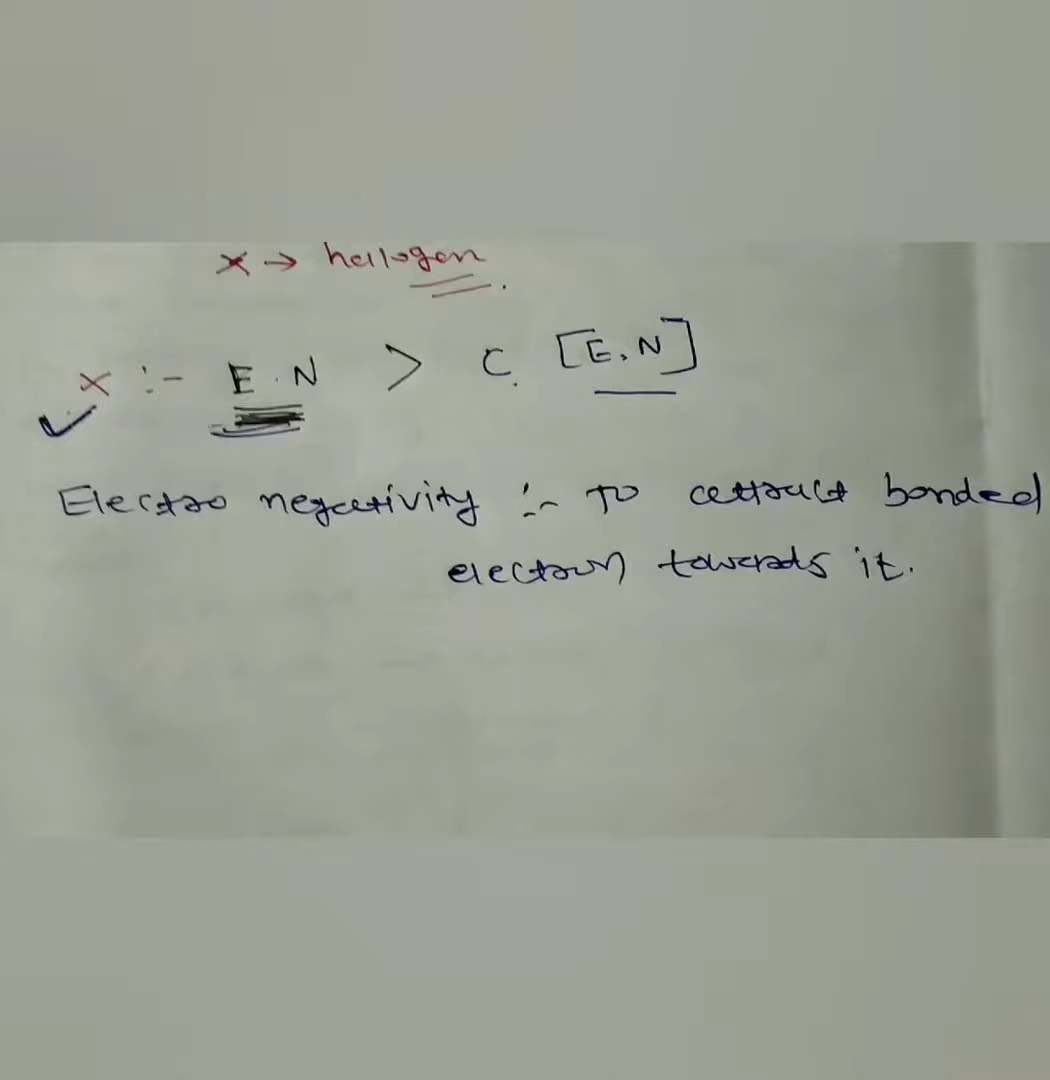 x → hallogen.
x :- E.N > C. [E.N]
Electro negativity :- To attract bonded
electron towards it.